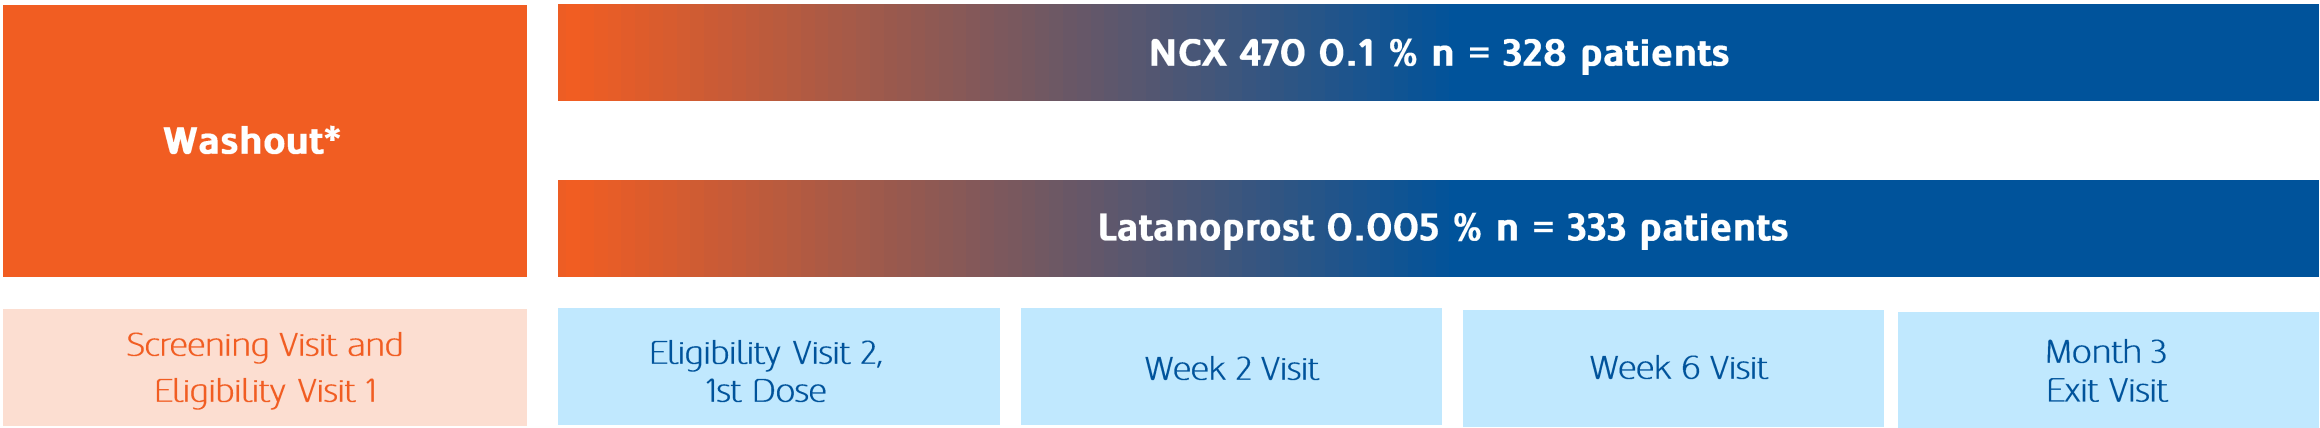 Washout*
NCX 470 0.1 % n = 328 patients
Latanoprost 0.005 % n = 333 patients
Screening Visit and
Eligibility Visit 1
Eligibility Visit 2,
1st Dose
Week 2 Visit
Week 6 Visit
Month 3
Exit Visit